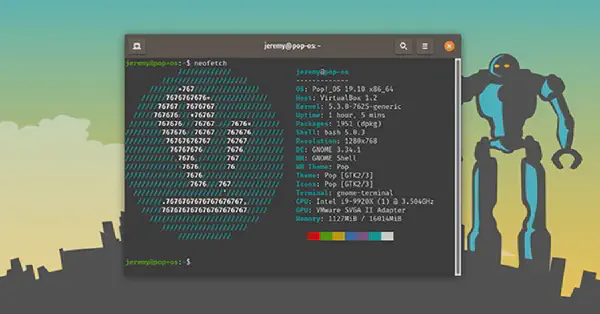 jeremy@pop-os: ~
jeremy@pop-os:~$ neofetch
jeremy@pop-os
-------------
OS: Pop!_OS 19.10 x86_64
Host: VirtualBox 1.2
Kernel: 5.3.0-7625-generic
Uptime: 1 hour, 5 mins
Packages: 1951 (dpkg)
Shell: bash 5.0.3
Resolution: 1280x768
DE: GNOME 3.34.1
WM: GNOME Shell
WM Theme: Pop
Theme: Pop [GTK2/3]
Icons: Pop [GTK2/3]
Terminal: gnome-terminal
CPU: Intel i9-9920X (1) @ 3.504GHz
GPU: VMware SVGA II Adapter
Memory: 1127MiB / 16014MiB
jeremy@pop-os:~$